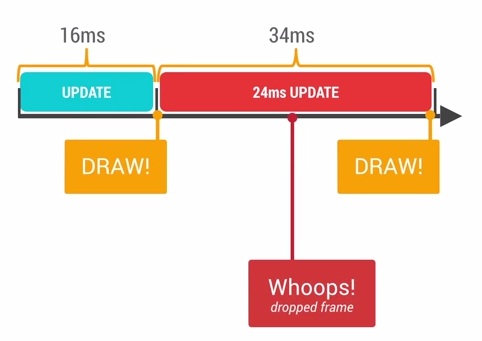 16ms 34ms
UPDATE 24ms UPDATE
DRAW! DRAW!
Whoops!
dropped frame